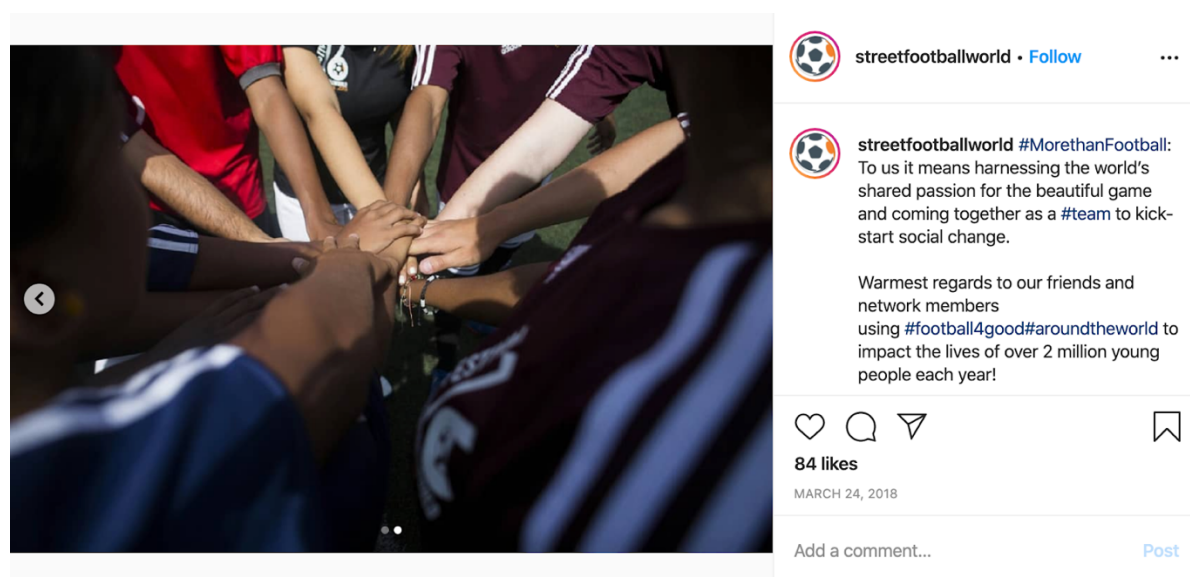 streetfootballworld • Follow
streetfootballworld #MorethanFootball:
To us it means harnessing the world's
shared passion for the beautiful game
and coming together as a #team to kick-
start social change.
Warmest regards to our friends and
network members
using #football4good#aroundtheworld to
impact the lives of over 2 million young
people each year!
84 likes
MARCH 24, 2018
Add a comment...
Post